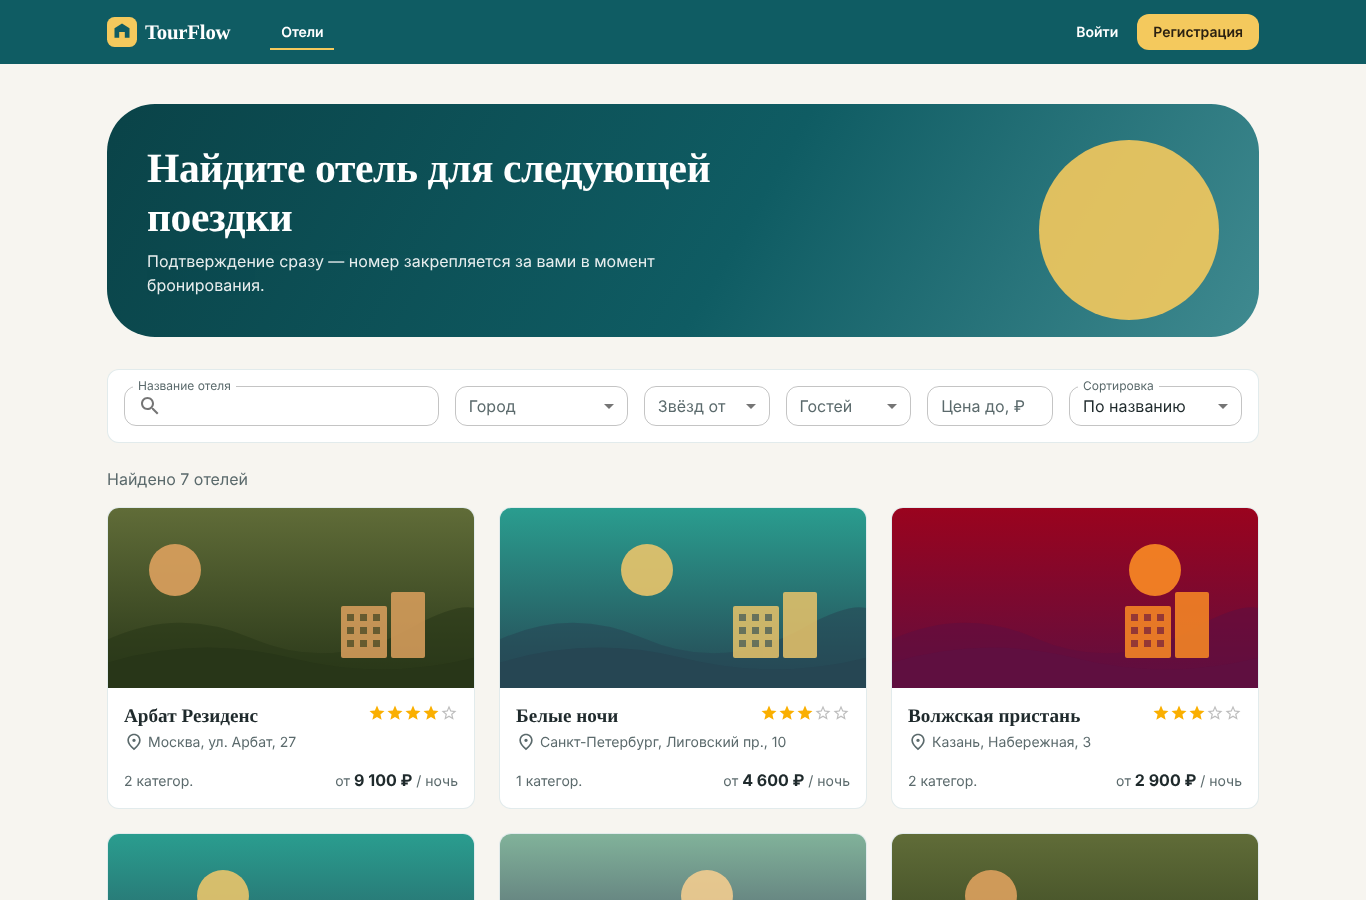 TourFlow
Отели
Войти
Регистрация
Найдите отель для следующей
поездки
Подтверждение сразу — номер закрепляется за вами в момент
бронирования.
Название отеля
Город
Звёзд от
Гостей
Цена до, ₽
Сортировка
По названию
Найдено 7 отелей
Арбат Резиденс
Москва, ул. Арбат, 27
2 категор.
от 9 100 ₽ / ночь
Белые ночи
Санкт-Петербург, Лиговский пр., 10
1 категор.
от 4 600 ₽ / ночь
Волжская пристань
Казань, Набережная, 3
2 категор.
от 2 900 ₽ / ночь